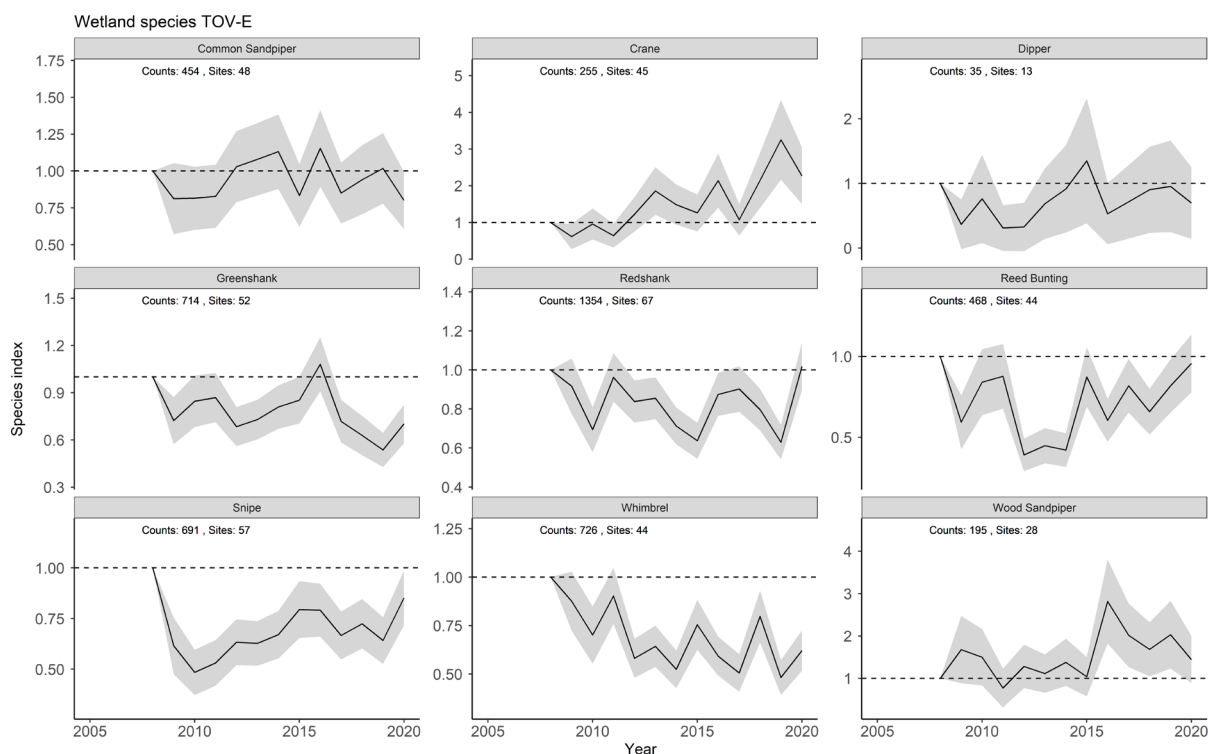 Wetland species TOV-E
Common Sandpiper
Crane
Dipper
Counts: 454 , Sites: 48
Counts: 255 , Sites: 45
Counts: 35 , Sites: 13
1.75
1.50
1.25
1.00
0.75
0.50
5
4
3
2
1
0
2
1
0
Greenshank
Redshank
Reed Bunting
Counts: 714 , Sites: 52
Counts: 1354 , Sites: 67
Counts: 468 , Sites: 44
1.5
1.2
0.9
0.6
0.3
1.4
1.2
1.0
0.8
0.6
0.4
1.0
0.5
Species index
Snipe
Whimbrel
Wood Sandpiper
Counts: 691 , Sites: 57
Counts: 726 , Sites: 44
Counts: 195 , Sites: 28
1.00
0.75
0.50
1.25
1.00
0.75
0.50
4
3
2
1
2005 2010 2015 2020
2005 2010 2015 2020
2005 2010 2015 2020
Year